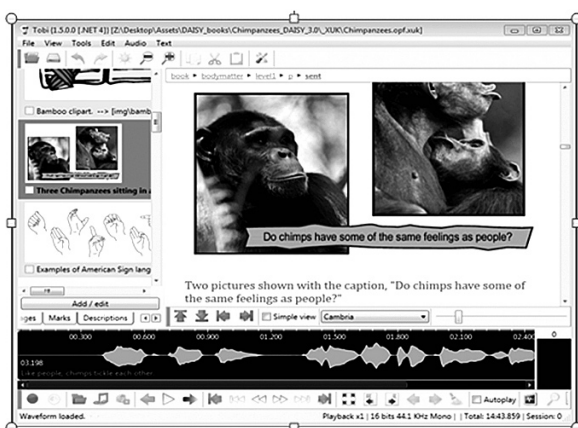 Tobi (1.5.0.0 [.NET 4]) [Z:\Desktop\Assets\DAISY_books\Chimpanzees_DAISY_3.0\_XUK\Chimpanzees.opf.xuk]
File View Tools Edit Audio Text
book ▸ bodymatter ▸ level1 ▸ p ▸ sent
Bamboo clipart. --> [img\bamb
Three Chimpanzees sitting in a
Examples of American Sign lang
Do chimps have some of the same feelings as people?
Two pictures shown with the caption, "Do chimps have some of
the same feelings as people?"
Add / edit
ges Marks Descriptions
Simple view Cambria
00.300 00.600 00.900 01.200 01.500 01.800 02.100 02.400
0
03.198
Like people, chimps tickle each other.
Autoplay
Waveform loaded.
Playback x1 | 16 bits 44.1 KHz Mono | | Total: 14:43.859 | Session: 0